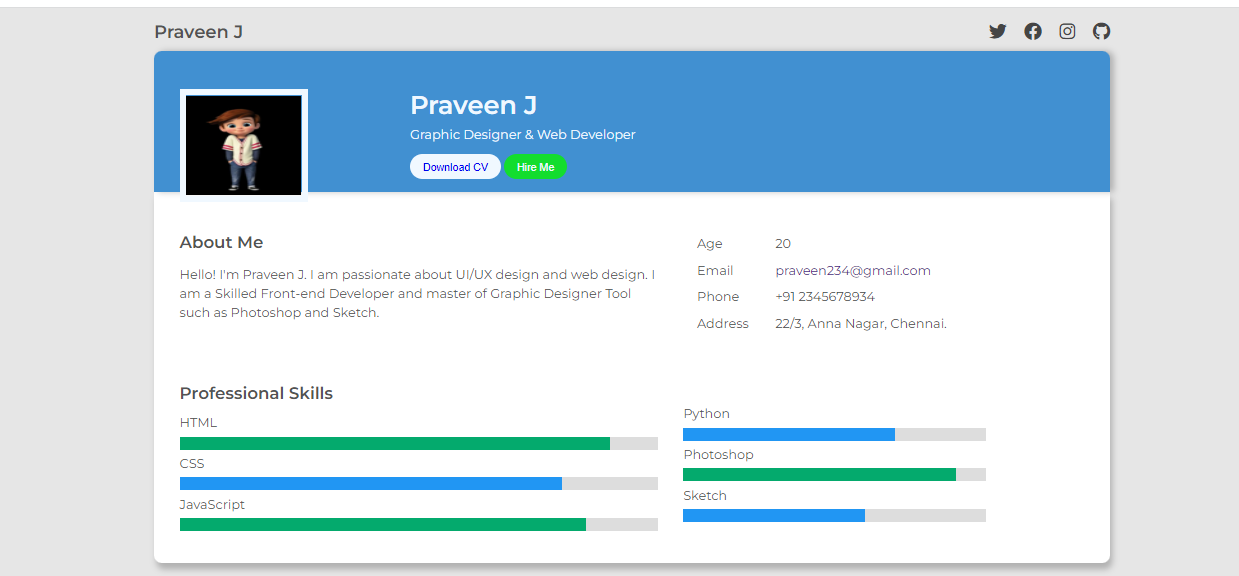 Praveen J
Praveen J
Graphic Designer & Web Developer
Download CV
Hire Me
About Me
Hello! I'm Praveen J. I am passionate about UI/UX design and web design. I
am a Skilled Front-end Developer and master of Graphic Designer Tool
such as Photoshop and Sketch.
Age 20
Email praveen234@gmail.com
Phone +91 2345678934
Address 22/3, Anna Nagar, Chennai.
Professional Skills
HTML
CSS
JavaScript
Python
Photoshop
Sketch